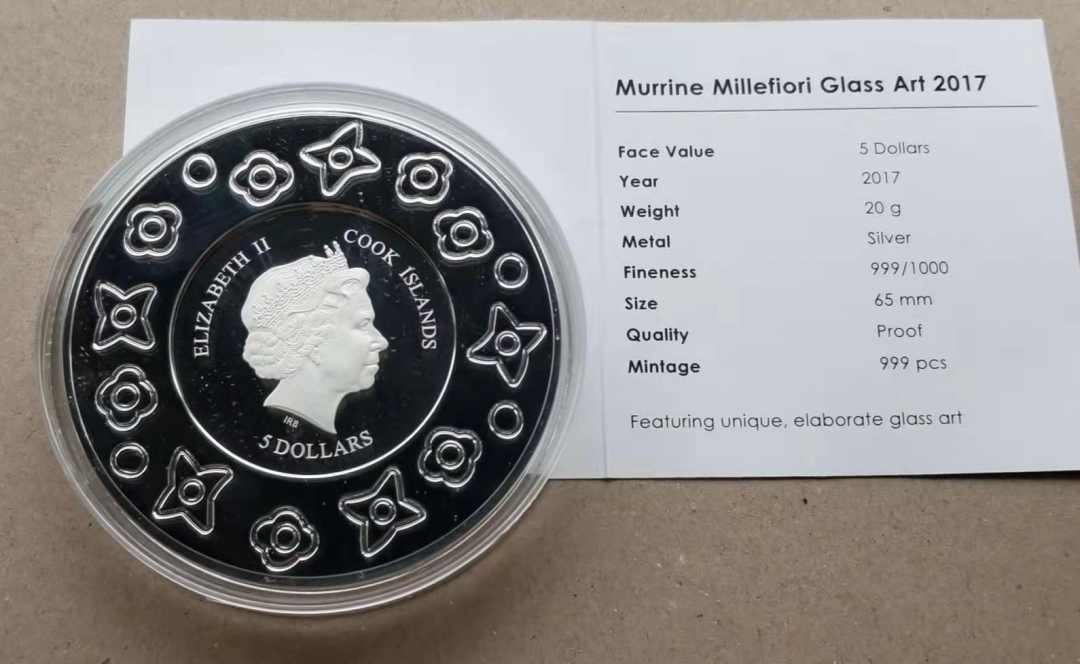 ELIZABETH II
COOK ISLANDS
IRB
5 DOLLARS
Murrine Millefiori Glass Art 2017
Face Value 5 Dollars
Year 2017
Weight 20 g
Metal Silver
Fineness 999/1000
Size 65 mm
Quality Proof
Mintage 999 pcs
Featuring unique, elaborate glass art